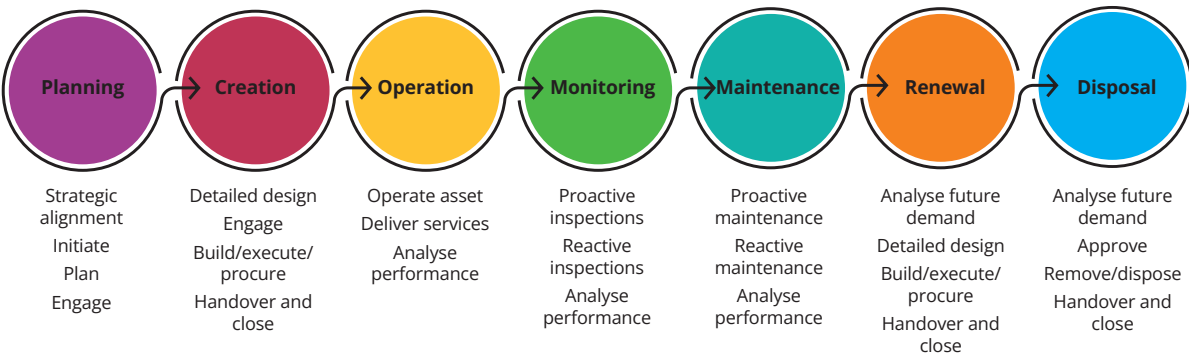 Planning
Creation
Operation
Monitoring
Maintenance
Renewal
Disposal
Strategic
alignment
Initiate
Plan
Engage
Detailed design
Engage
Build/execute/
procure
Handover and
close
Operate asset
Deliver services
Analyse
performance
Proactive
inspections
Reactive
inspections
Analyse
performance
Proactive
maintenance
Reactive
maintenance
Analyse
performance
Analyse future
demand
Detailed design
Build/execute/
procure
Handover and
close
Analyse future
demand
Approve
Remove/dispose
Handover and
close